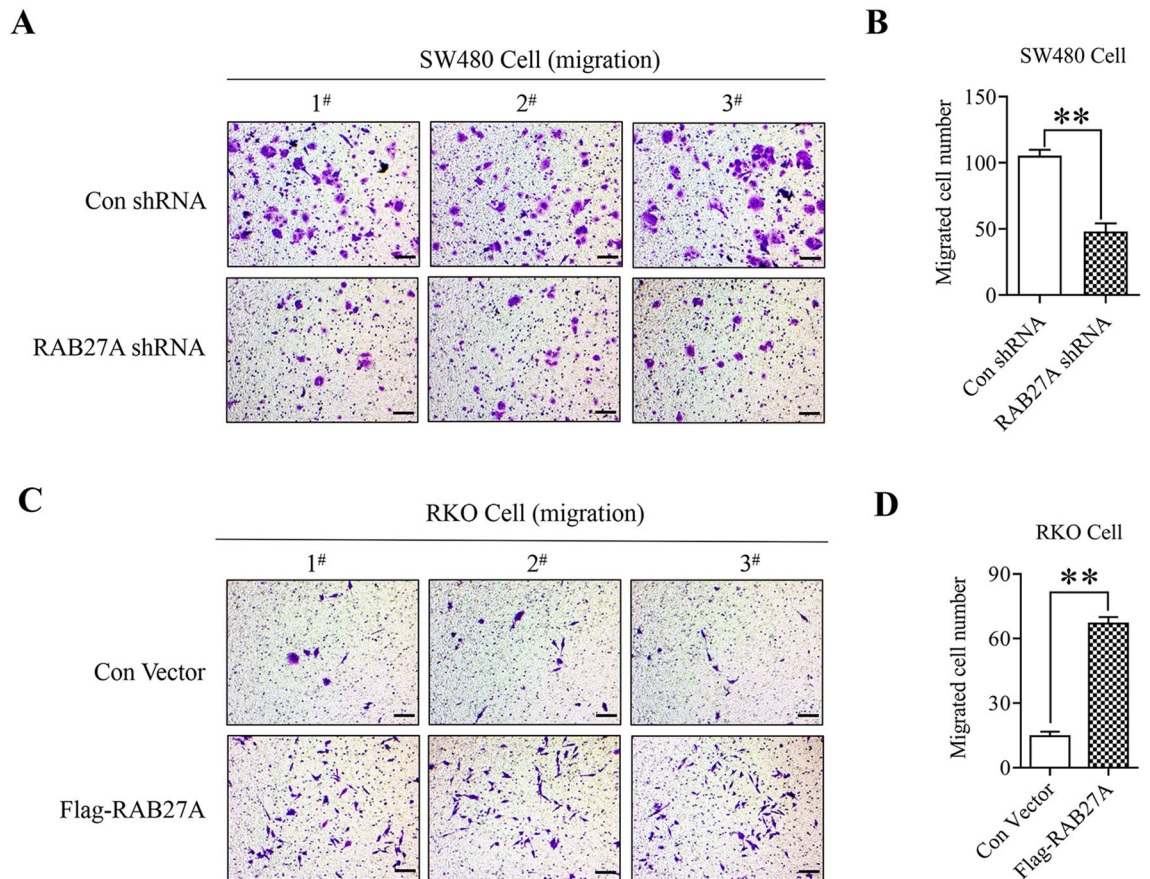 A
SW480 Cell (migration)
1#
2#
3#
Con shRNA
RAB27A shRNA
B
SW480 Cell
Migrated cell number
150
100
50
0
**
Con shRNA
RAB27A shRNA
C
RKO Cell (migration)
1#
2#
3#
Con Vector
Flag-RAB27A
D
RKO Cell
Migrated cell number
90
60
30
0
**
Con Vector
Flag-RAB27A